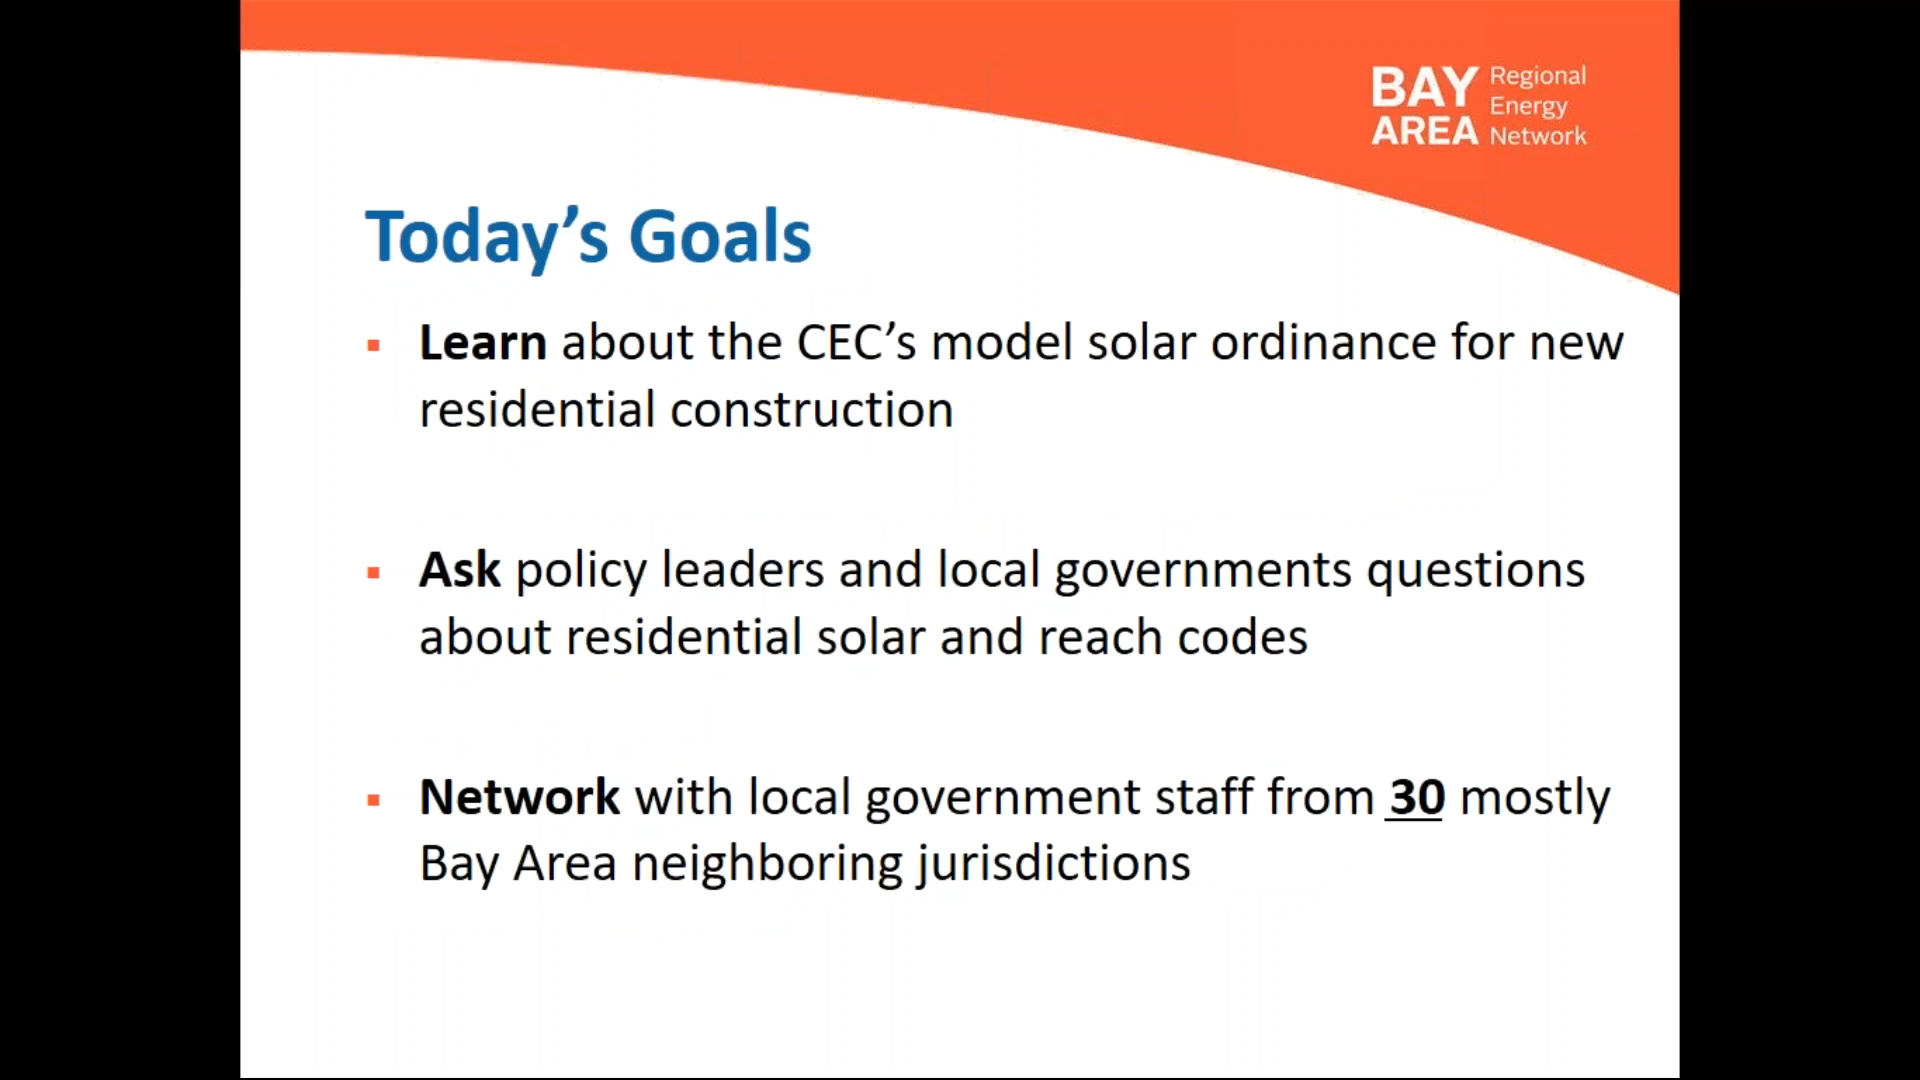 BAY AREA Regional Energy Network
Today’s Goals
▪ Learn about the CEC’s model solar ordinance for new
residential construction
▪ Ask policy leaders and local governments questions
about residential solar and reach codes
▪ Network with local government staff from 30 mostly
Bay Area neighboring jurisdictions